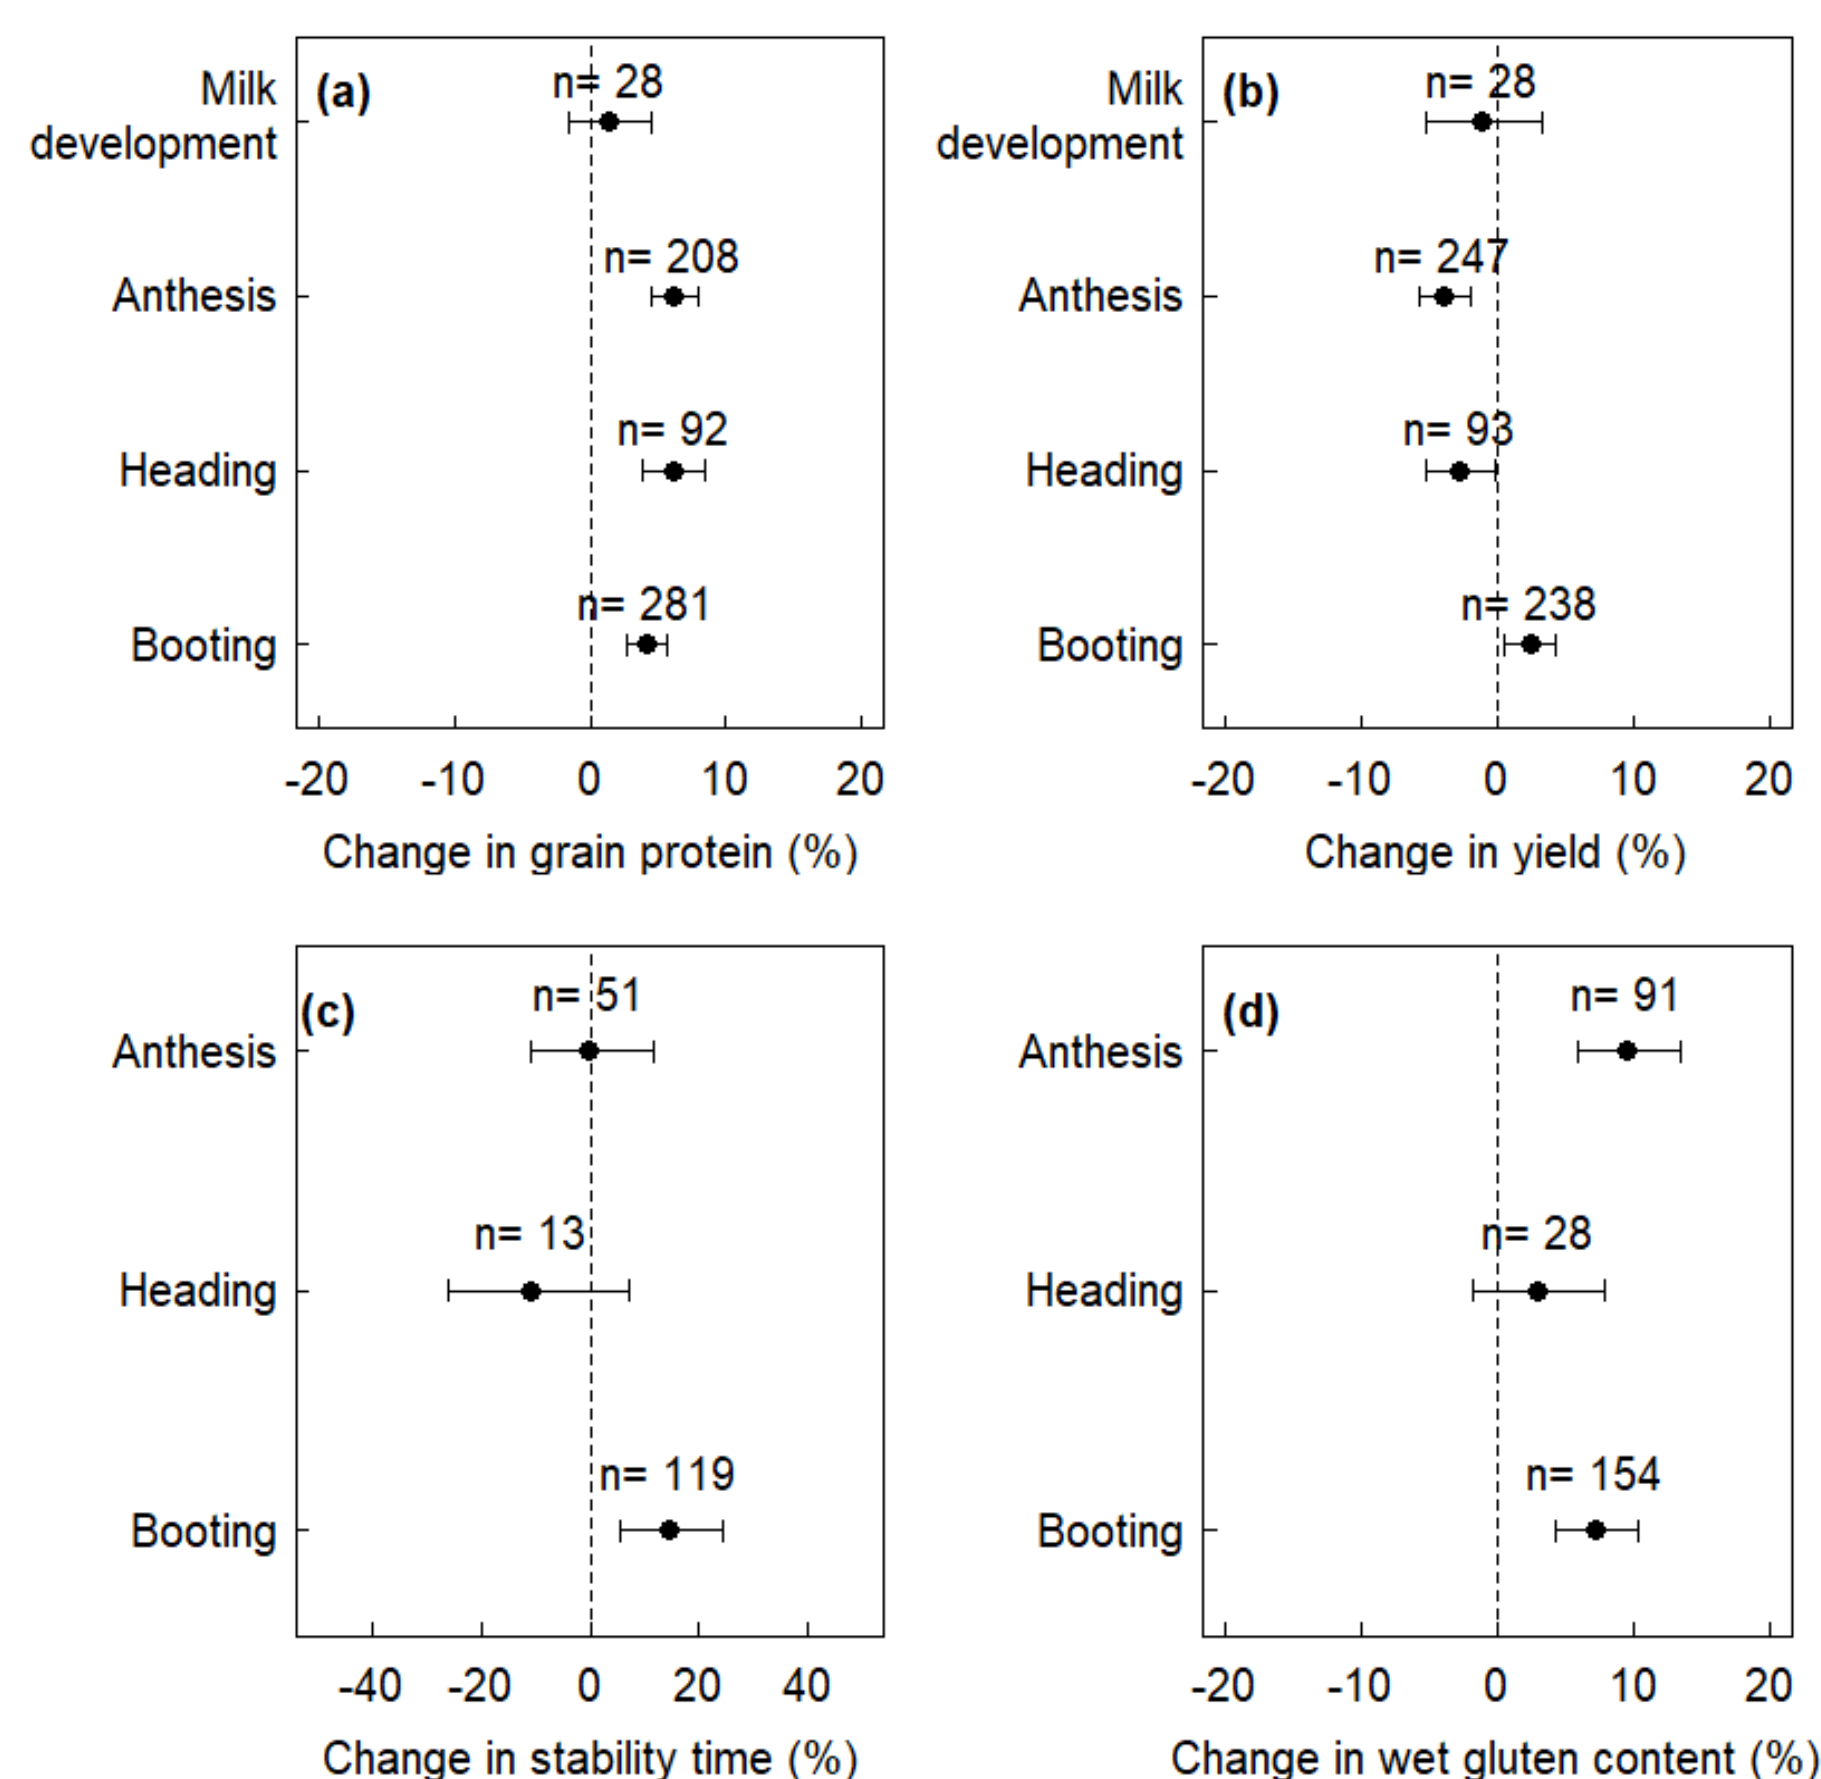 (a)
Milk
development
n= 28
Anthesis
n= 208
Heading
n= 92
Booting
n= 281
-20 -10 0 10 20
Change in grain protein (%)
(b)
Milk
development
n= 28
Anthesis
n= 247
Heading
n= 93
Booting
n= 238
-20 -10 0 10 20
Change in yield (%)
(c)
Anthesis
n= 51
Heading
n= 13
Booting
n= 119
-40 -20 0 20 40
Change in stability time (%)
(d)
Anthesis
n= 91
Heading
n= 28
Booting
n= 154
-20 -10 0 10 20
Change in wet gluten content (%)